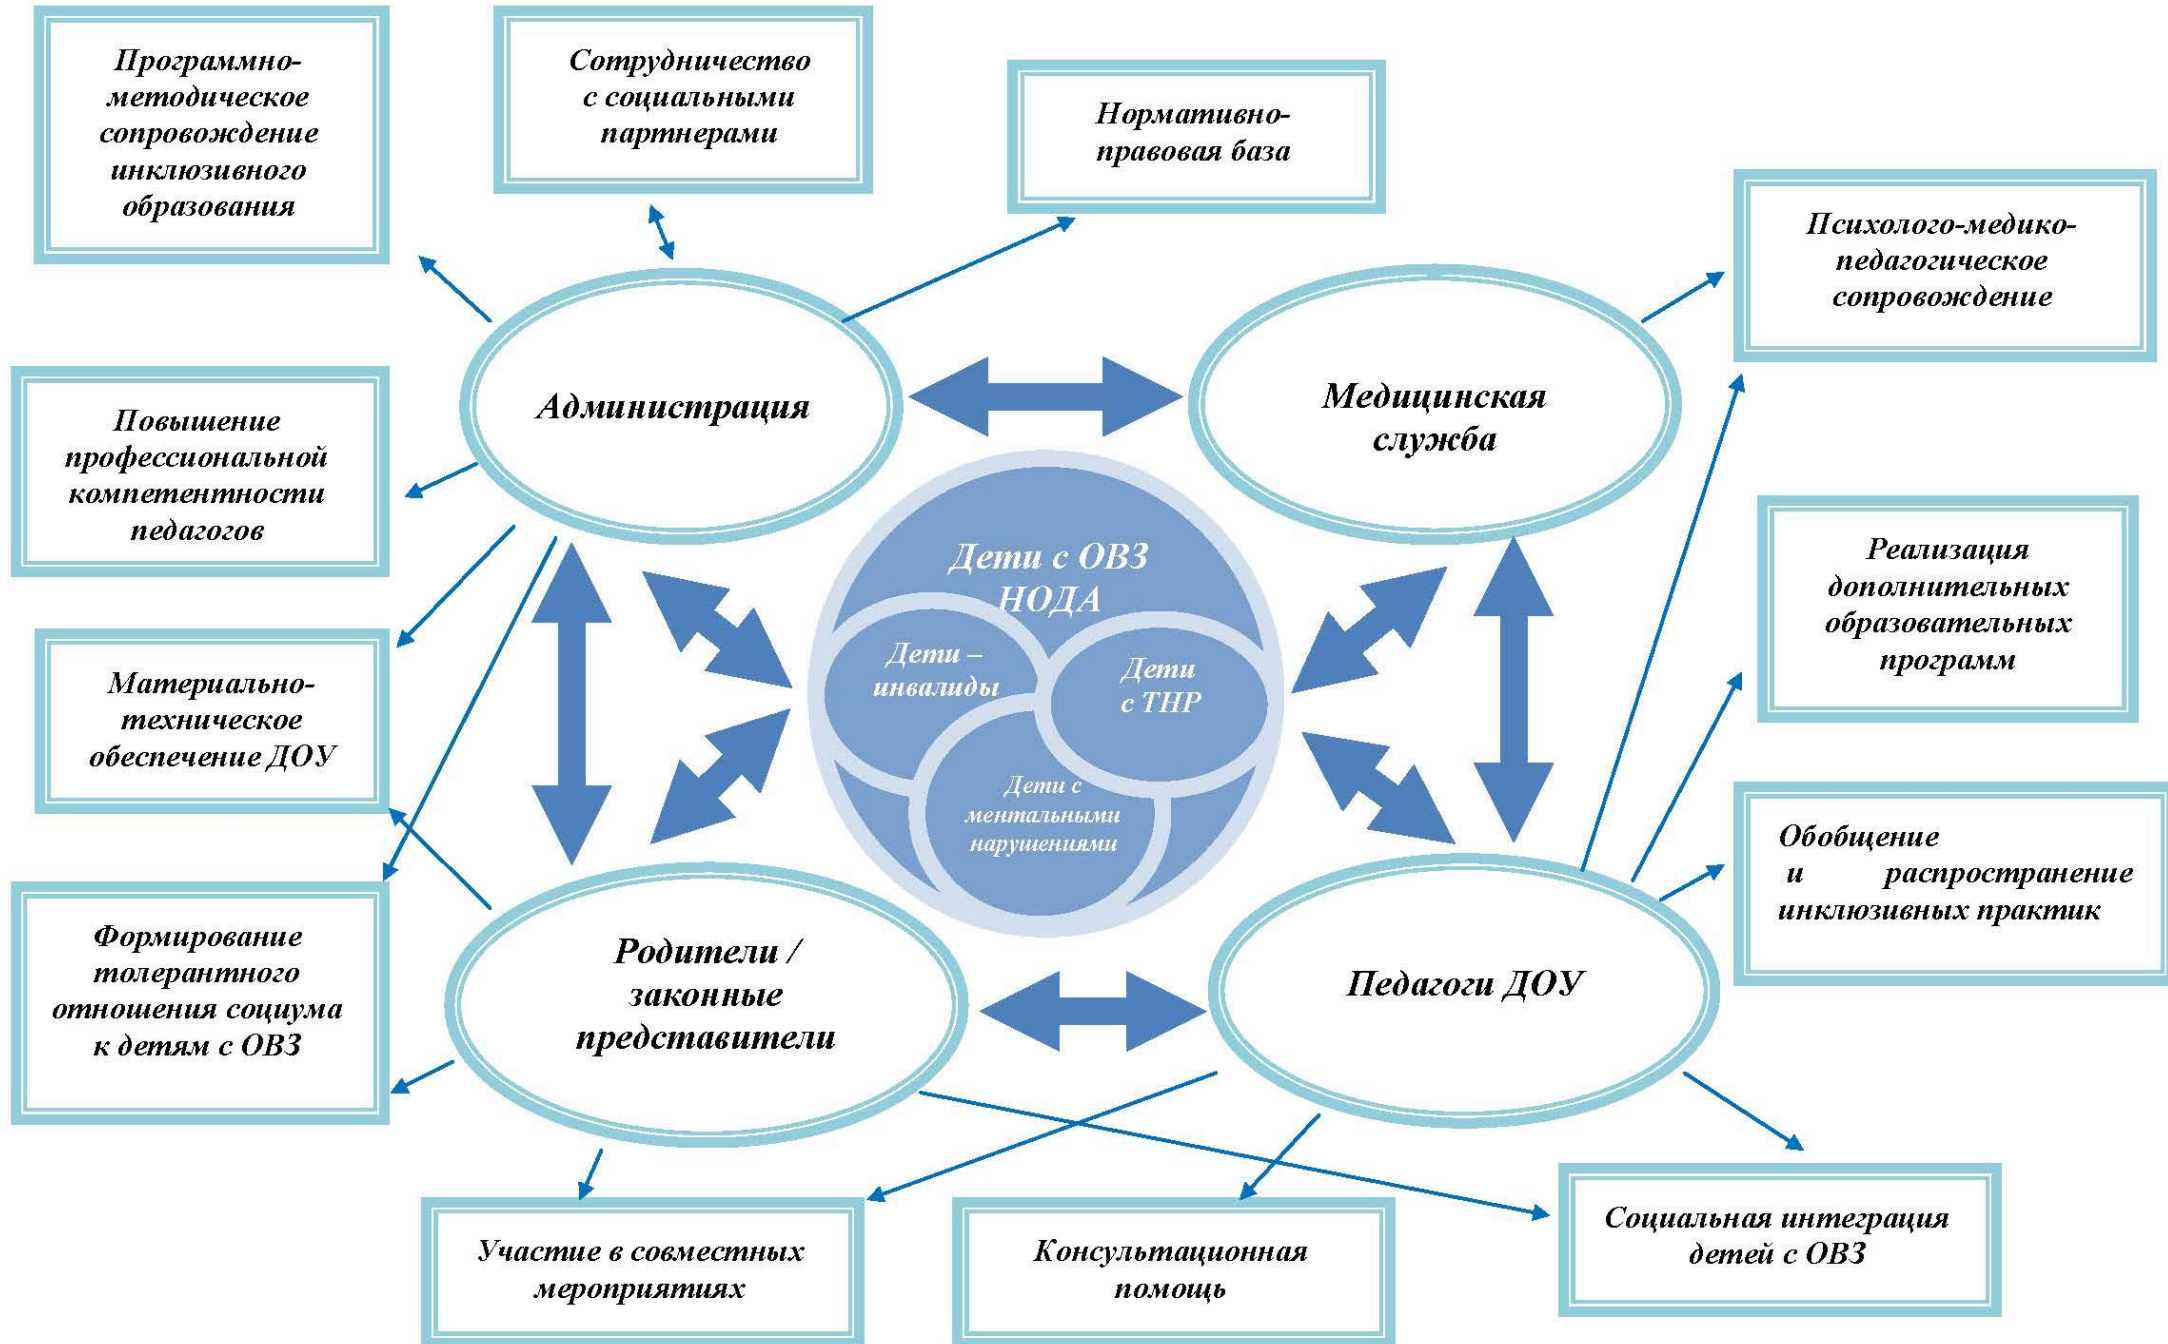 Программно-
методическое
сопровождение
инклюзивного
образования
Сотрудничество
с социальными
партнерами
Нормативно-
правовая база
Психолого-медико-
педагогическое
сопровождение
Администрация
Медицинская
служба
Повышение
профессиональной
компетентности
педагогов
Дети с ОВЗ
НОДА
Дети –
инвалиды
Дети
с ТНР
Дети с
ментальными
нарушениями
Реализация
дополнительных
образовательных
программ
Материально-
техническое
обеспечение ДОУ
Обобщение
и распространение
инклюзивных практик
Формирование
толерантного
отношения социума
к детям с ОВЗ
Родители /
законные
представители
Педагоги ДОУ
Участие в совместных
мероприятиях
Консультационная
помощь
Социальная интеграция
детей с ОВЗ